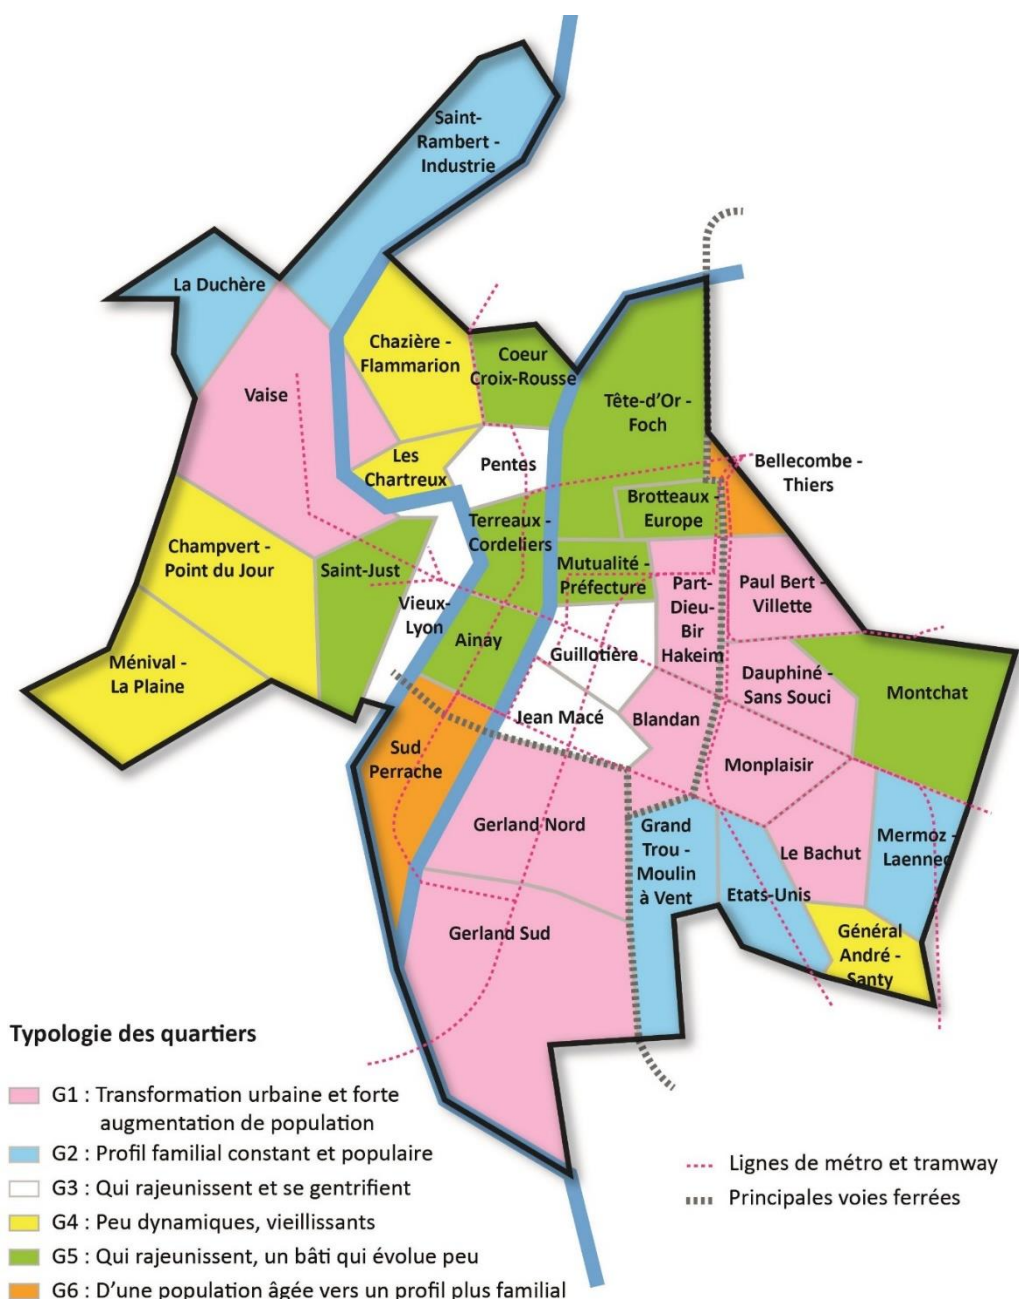 Saint-
Rambert -
Industrie
La Duchère
Chazière -
Flammarion
Coeur
Croix-Rousse
Vaise
Tête-d'Or -
Foch
Les
Chartreux
Pentes
Bellecombe -
Thiers
Brotteaux -
Europe
Terreaux -
Cordeliers
Champvert -
Point du Jour
Saint-Just
Mutualité -
Préfecture
Part-
Dieu-
Bir
Hakeim
Paul Bert -
Villette
Vieux-
Lyon
Ainay
Guillotière
Ménival -
La Plaine
Dauphiné -
Sans Souci
Montchat
Jean Macé
Blandan
Sud
Perrache
Monplaisir
Gerland Nord
Grand
Trou -
Moulin
à Vent
Mermoz -
Laennec
Le Bachut
Etats-Unis
Gerland Sud
Général
André -
Santy
Typologie des quartiers
G1 : Transformation urbaine et forte
augmentation de population
G2 : Profil familial constant et populaire
G3 : Qui rajeunissent et se gentrifient
G4 : Peu dynamiques, vieillissants
G5 : Qui rajeunissent, un bâti qui évolue peu
G6 : D'une population âgée vers un profil plus familial
Lignes de métro et tramway
Principales voies ferrées